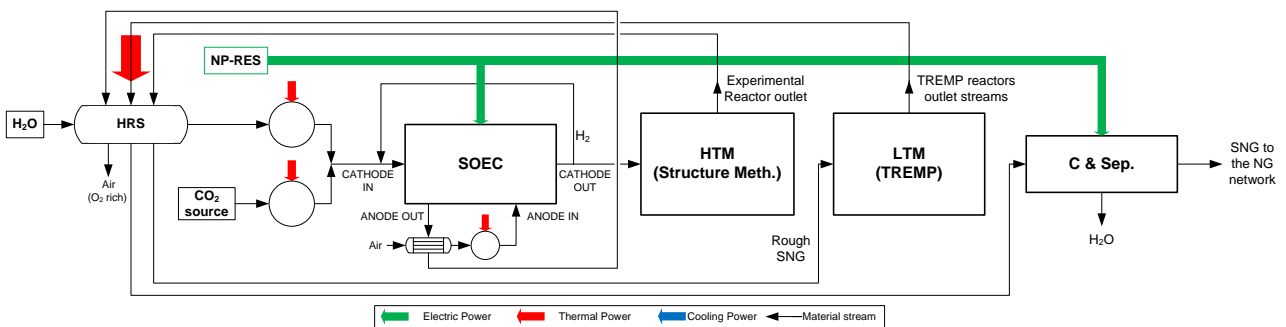 NP-RES
H₂O
HRS
Air
(O₂ rich)
CO₂
source
CATHODE
IN
SOEC
H₂
CATHODE
OUT
ANODE OUT
ANODE IN
Air
Experimental
Reactor outlet
HTM
(Structure Meth.)
Rough
SNG
TREMP reactors
outlet streams
LTM
(TREMP)
C & Sep.
H₂O
SNG to
the NG
network
Electric Power
Thermal Power
Cooling Power
Material stream